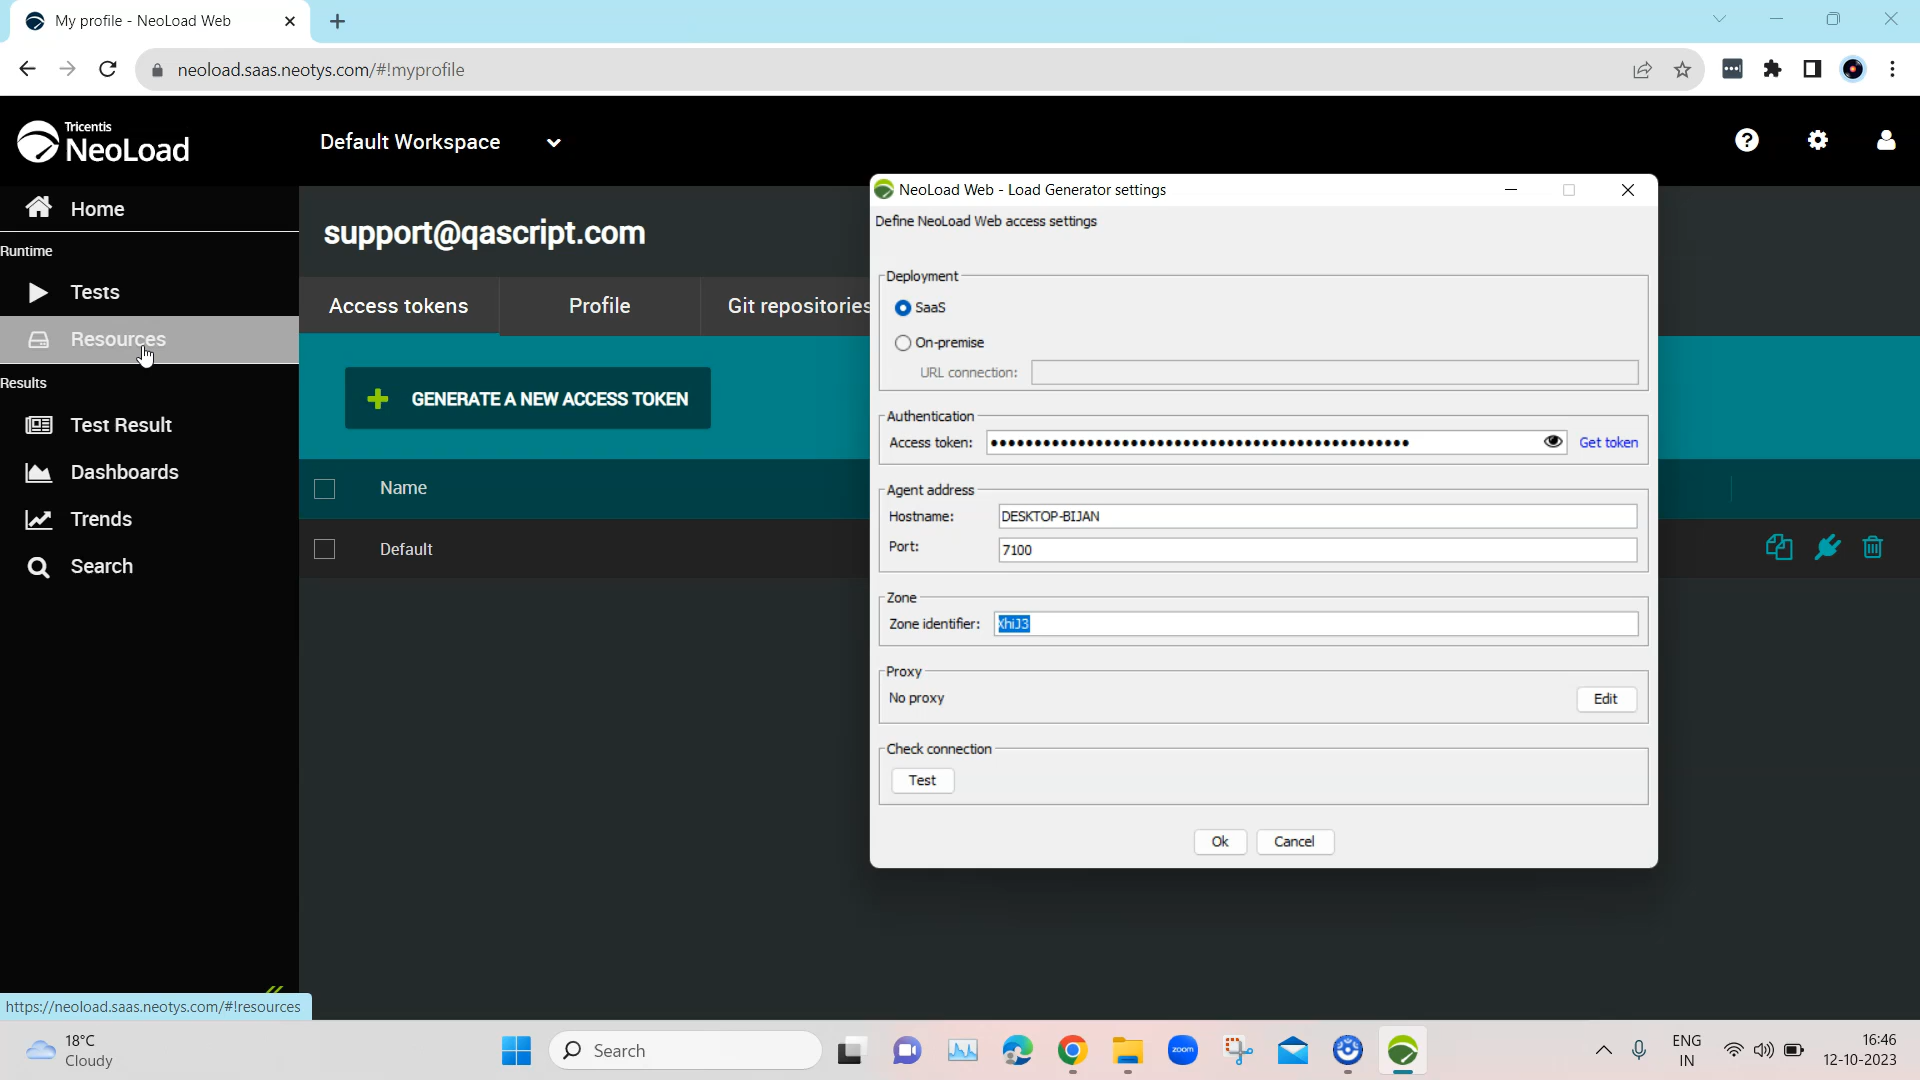 My profile - NeoLoad Web
neoload.saas.neotys.com/#!myprofile
Tricentis
NeoLoad
Default Workspace
Home
Runtime
Tests
Resources
Results
Test Result
Dashboards
Trends
Search
support@qascript.com
Access tokens
Profile
Git repositories
GENERATE A NEW ACCESS TOKEN
Name
Default
NeoLoad Web - Load Generator settings
Define NeoLoad Web access settings
Deployment
SaaS
On-premise
URL connection:
Authentication
Access token:
Get token
Agent address
Hostname: DESKTOP-BIJAN
Port: 7100
Zone
Zone identifier: XhiJ3
Proxy
No proxy
Edit
Check connection
Test
Ok
Cancel
https://neoload.saas.neotys.com/#!resources
18°C
Cloudy
Search
zoom
ENG
IN
16:46
12-10-2023